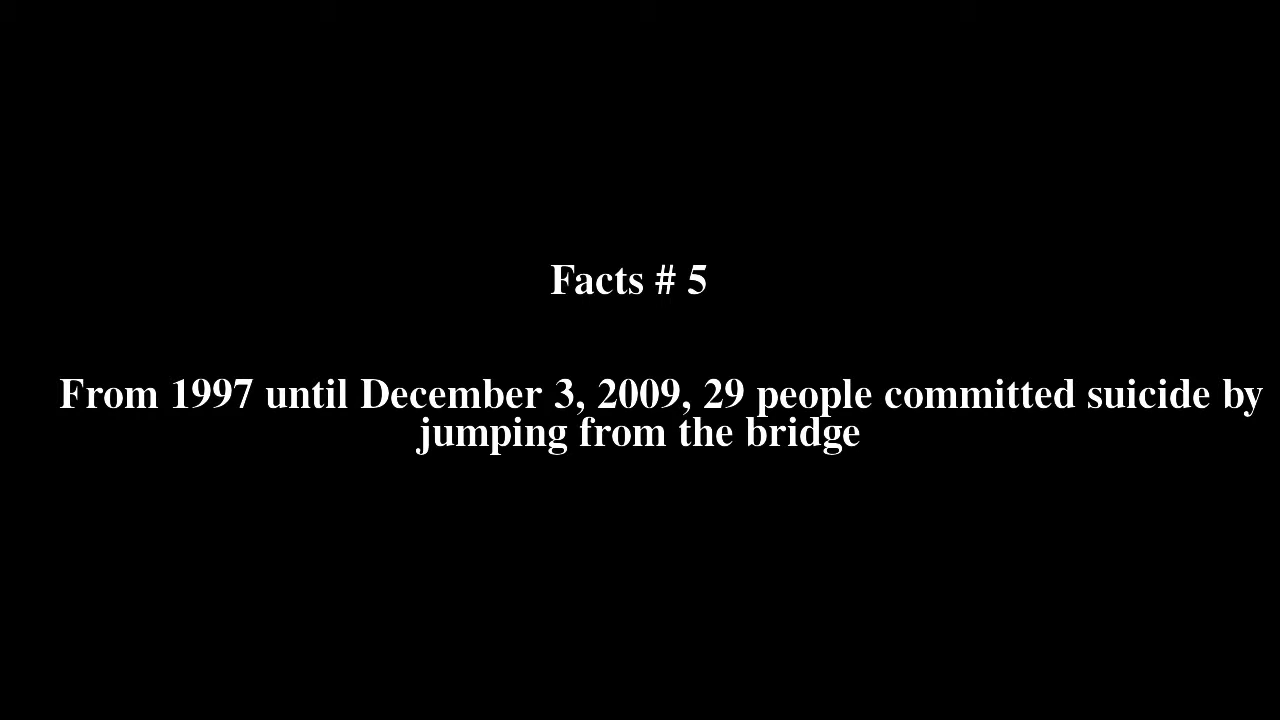 Facts # 5
From 1997 until December 3, 2009, 29 people committed suicide by
jumping from the bridge